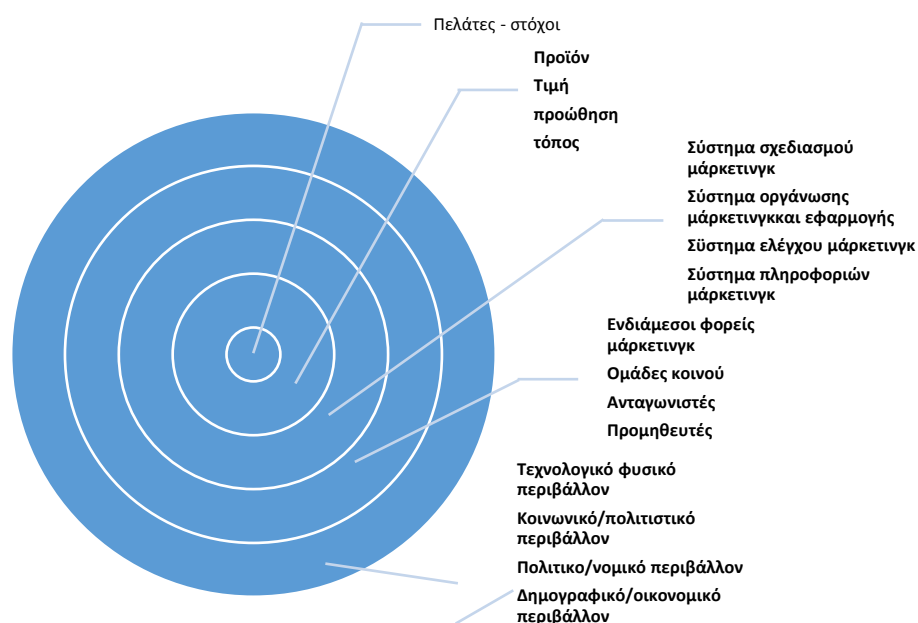 Πελάτες - στόχοι
Προϊόν
Τιμή
προώθηση
τόπος
Σύστημα σχεδιασμού
μάρκετινγκ
Σύστημα οργάνωσης
μάρκετινγκκαι εφαρμογής
Σϋστημα ελέγχου μάρκετινγκ
Σύστημα πληροφοριών
μάρκετινγκ
Ενδιάμεσοι φορείς
μάρκετινγκ
Ομάδες κοινού
Ανταγωνιστές
Προμηθευτές
Τεχνολογικό φυσικό
περιβάλλον
Κοινωνικό/πολιτιστικό
περιβάλλον
Πολιτικο/νομικό περιβάλλον
Δημογραφικό/οικονομικό
περιβάλλον